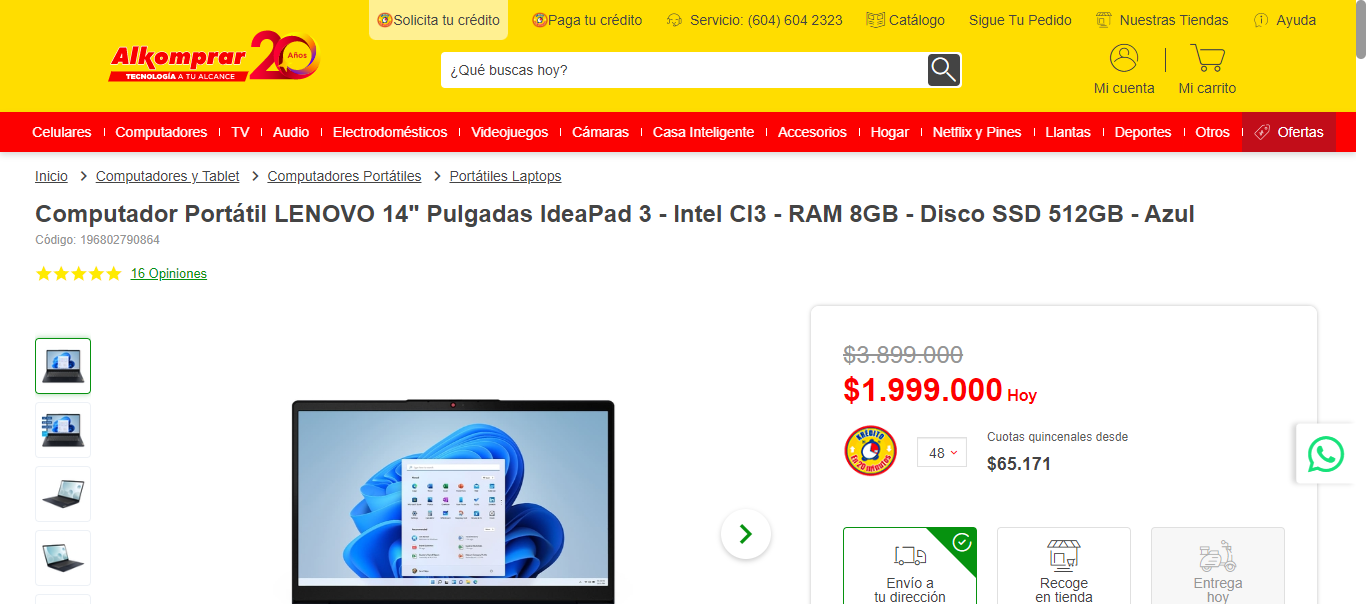 Solicita tu crédito
Paga tu crédito
Servicio: (604) 604 2323
Catálogo
Sigue Tu Pedido
Nuestras Tiendas
Ayuda
Alkomprar 20 Años
TECNOLOGÍA A TU ALCANCE
¿Qué buscas hoy?
Mi cuenta
Mi carrito
Celulares
Computadores
TV
Audio
Electrodomésticos
Videojuegos
Cámaras
Casa Inteligente
Accesorios
Hogar
Netflix y Pines
Llantas
Deportes
Otros
Ofertas
Inicio > Computadores y Tablet > Computadores Portátiles > Portátiles Laptops
Computador Portátil LENOVO 14" Pulgadas IdeaPad 3 - Intel CI3 - RAM 8GB - Disco SSD 512GB - Azul
Código: 196802790864
16 Opiniones
$3.899.000
$1.999.000 Hoy
KRÉDITO
En 20 minutos
48
Cuotas quincenales desde
$65.171
Envío a
tu dirección
Recoge
en tienda
Entrega
hoy